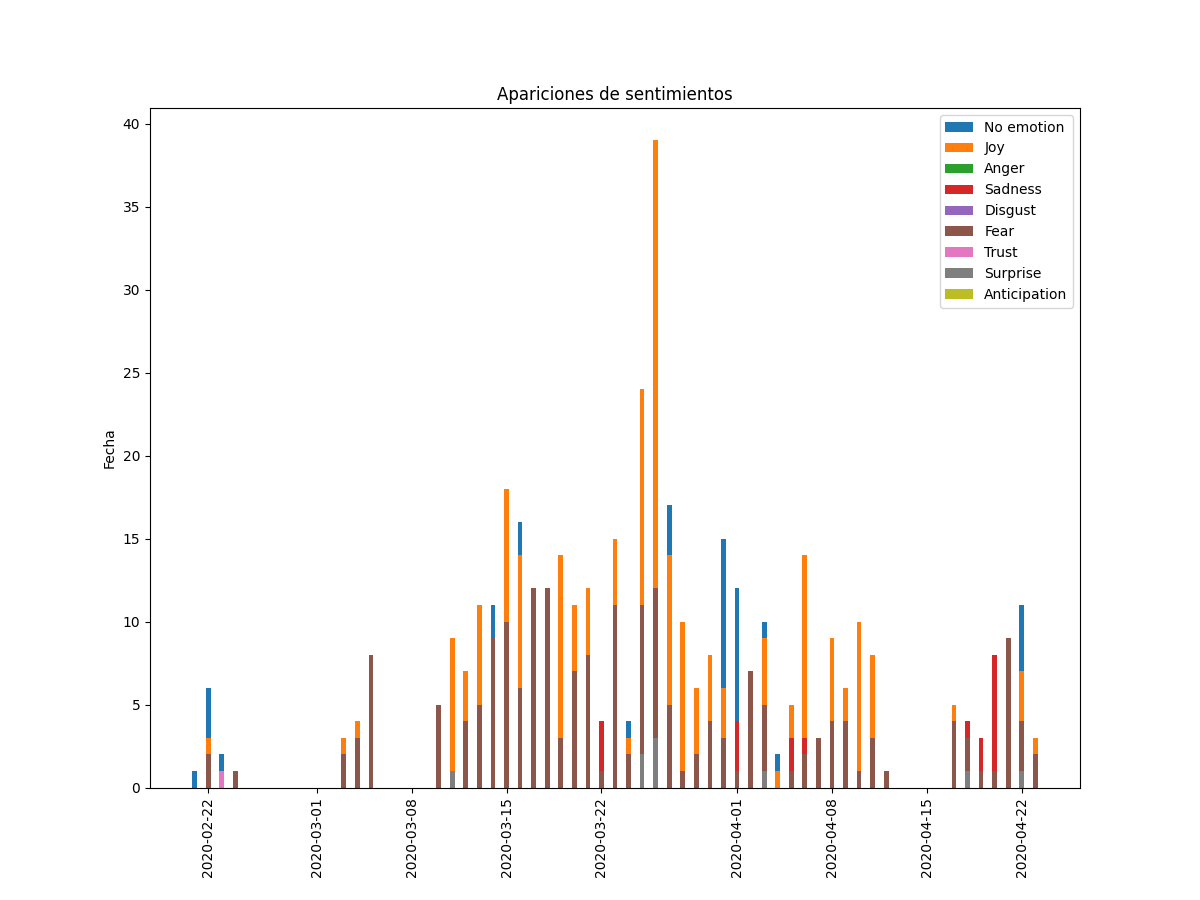 Apariciones de sentimientos
40
35
30
25
20
15
10
5
0
Fecha
No emotion
Joy
Anger
Sadness
Disgust
Fear
Trust
Surprise
Anticipation
2020-02-22
2020-03-01
2020-03-08
2020-03-15
2020-03-22
2020-04-01
2020-04-08
2020-04-15
2020-04-22